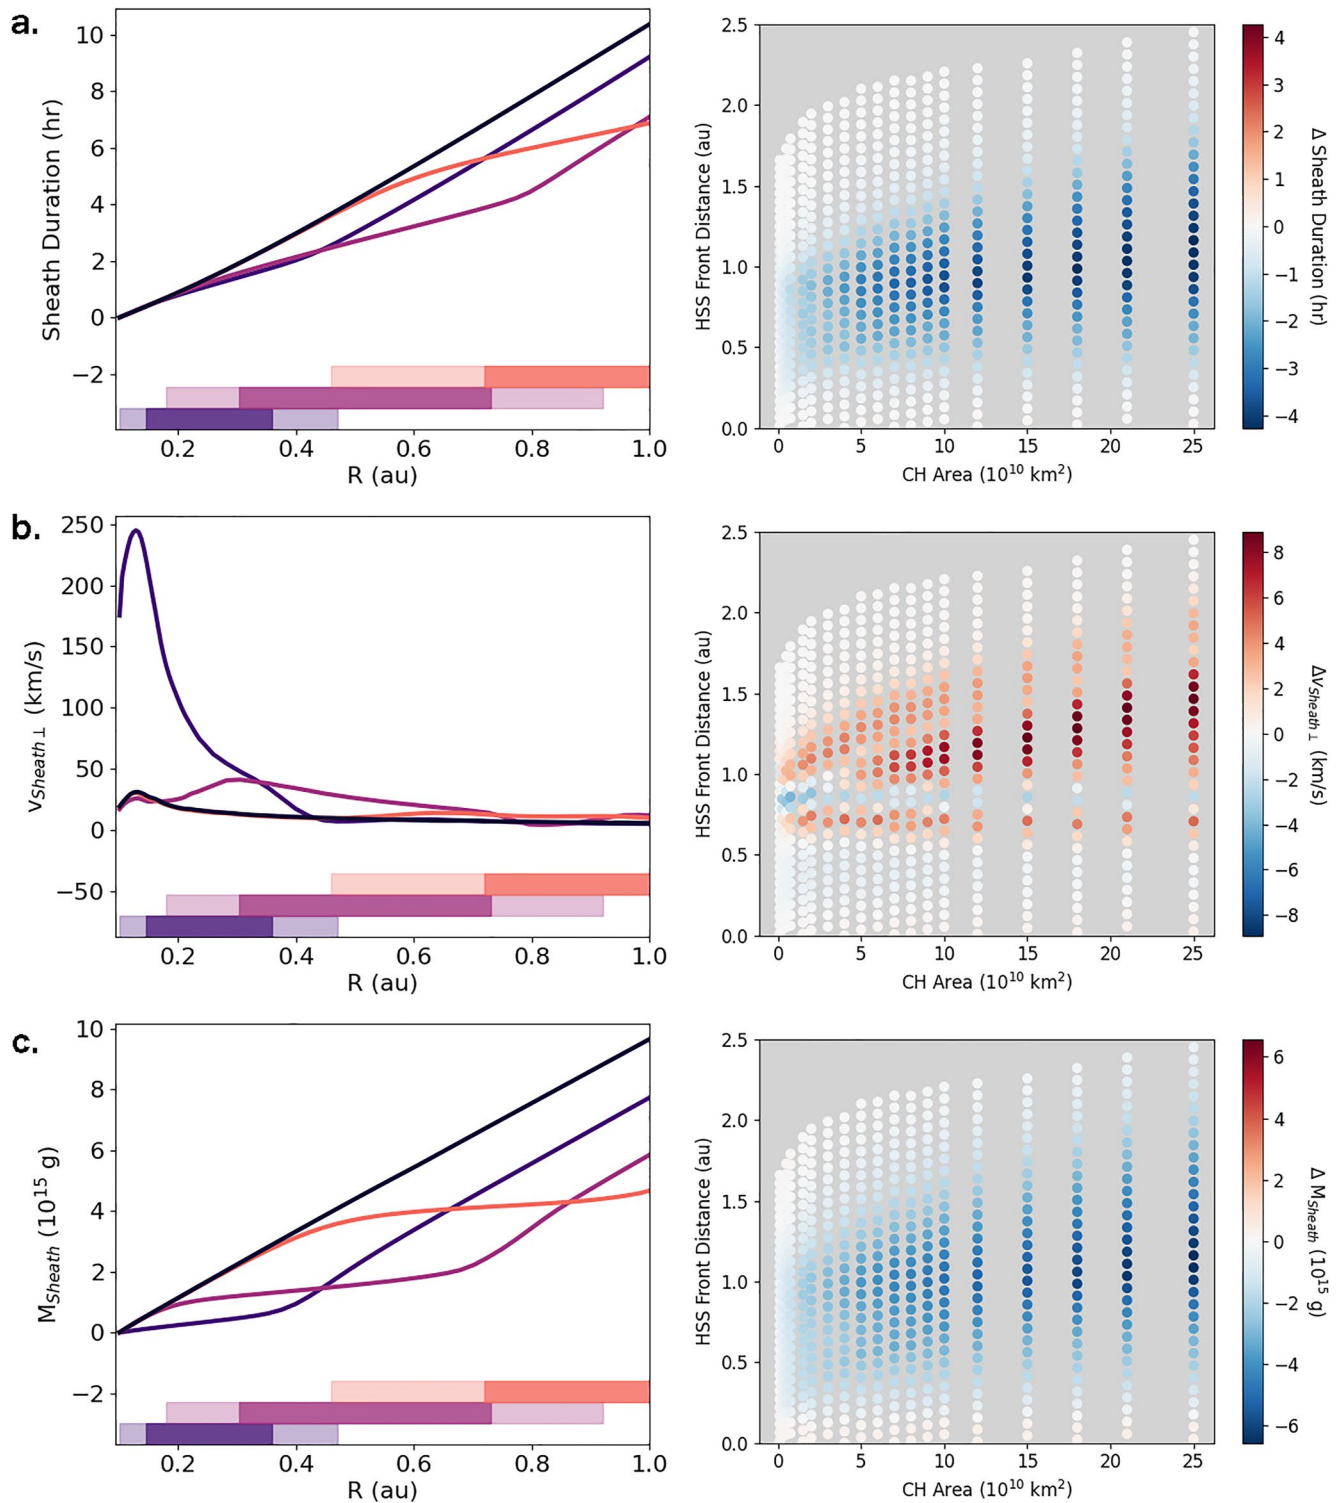 a.
Sheath Duration (hr)
10
8
6
4
2
0
−2
0.2 0.4 0.6 0.8 1.0
R (au)
HSS Front Distance (au)
2.5
2.0
1.5
1.0
0.5
0.0
0 5 10 15 20 25
CH Area (10¹⁰ km²)
4
3
2
1
0
−1
−2
−3
−4
Δ Sheath Duration (hr)
b.
v_Sheath⊥ (km/s)
250
200
150
100
50
0
−50
0.2 0.4 0.6 0.8 1.0
R (au)
HSS Front Distance (au)
2.5
2.0
1.5
1.0
0.5
0.0
0 5 10 15 20 25
CH Area (10¹⁰ km²)
8
6
4
2
0
−2
−4
−6
−8
Δv_Sheath⊥ (km/s)
c.
M_Sheath (10¹⁵ g)
10
8
6
4
2
0
−2
0.2 0.4 0.6 0.8 1.0
R (au)
HSS Front Distance (au)
2.5
2.0
1.5
1.0
0.5
0.0
0 5 10 15 20 25
CH Area (10¹⁰ km²)
6
4
2
0
−2
−4
−6
Δ M_Sheath (10¹⁵ g)